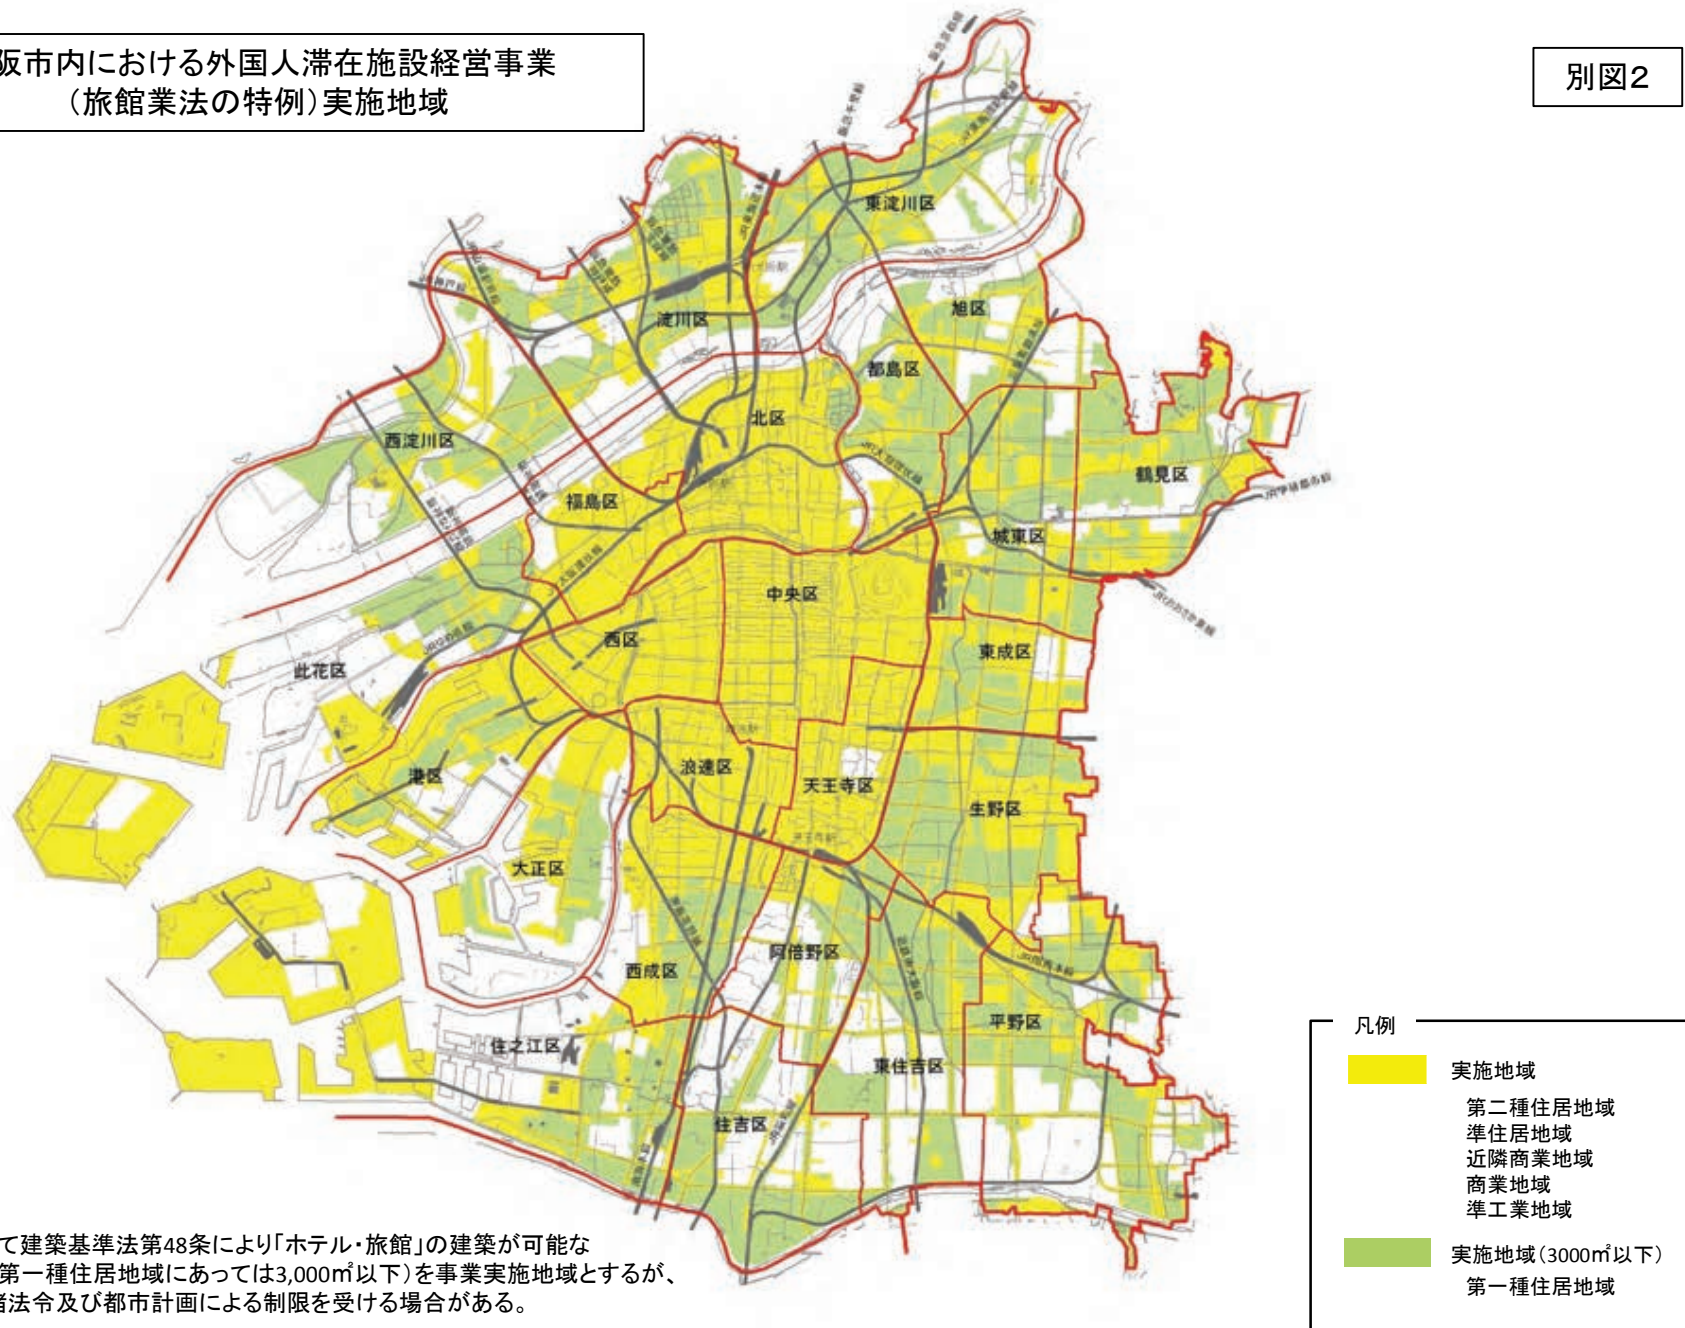 阪市内における外国人滞在施設経営事業
（旅館業法の特例）実施地域
別図2
東淀川区
淀川区
旭区
都島区
北区
西淀川区
鶴見区
福島区
城東区
中央区
西区
東成区
此花区
港区
浪速区
天王寺区
生野区
大正区
阿倍野区
西成区
平野区
住之江区
東住吉区
住吉区
凡例
実施地域
第二種住居地域
準住居地域
近隣商業地域
商業地域
準工業地域
実施地域（3000㎡以下）
第一種住居地域
て建築基準法第48条により「ホテル・旅館」の建築が可能な
第一種住居地域にあっては3,000㎡以下）を事業実施地域とするが、
諸法令及び都市計画による制限を受ける場合がある。